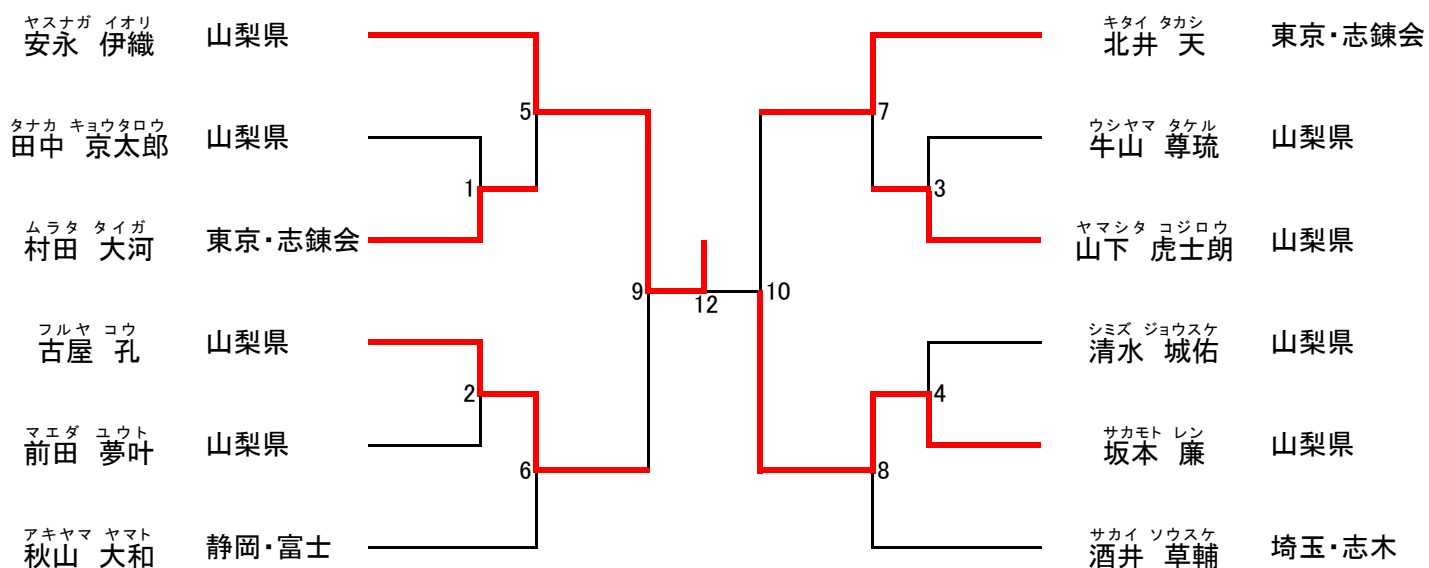 ヤスナガ イオリ
安永 伊織 山梨県
タナカ キョウタロウ
田中 京太郎 山梨県
ムラタ タイガ
村田 大河 東京・志錬会
フルヤ コウ
古屋 孔 山梨県
マエダ ユウト
前田 夢叶 山梨県
アキヤマ ヤマト
秋山 大和 静岡・富士
5
1
2
6
9
12
10
7
3
4
8
キタイ タカシ
北井 天 東京・志錬会
ウシヤマ タケル
牛山 尊琉 山梨県
ヤマシタ コジロウ
山下 虎士朗 山梨県
シミズ ジョウスケ
清水 城佑 山梨県
サカモト レン
坂本 廉 山梨県
サカイ ソウスケ
酒井 草輔 埼玉・志木